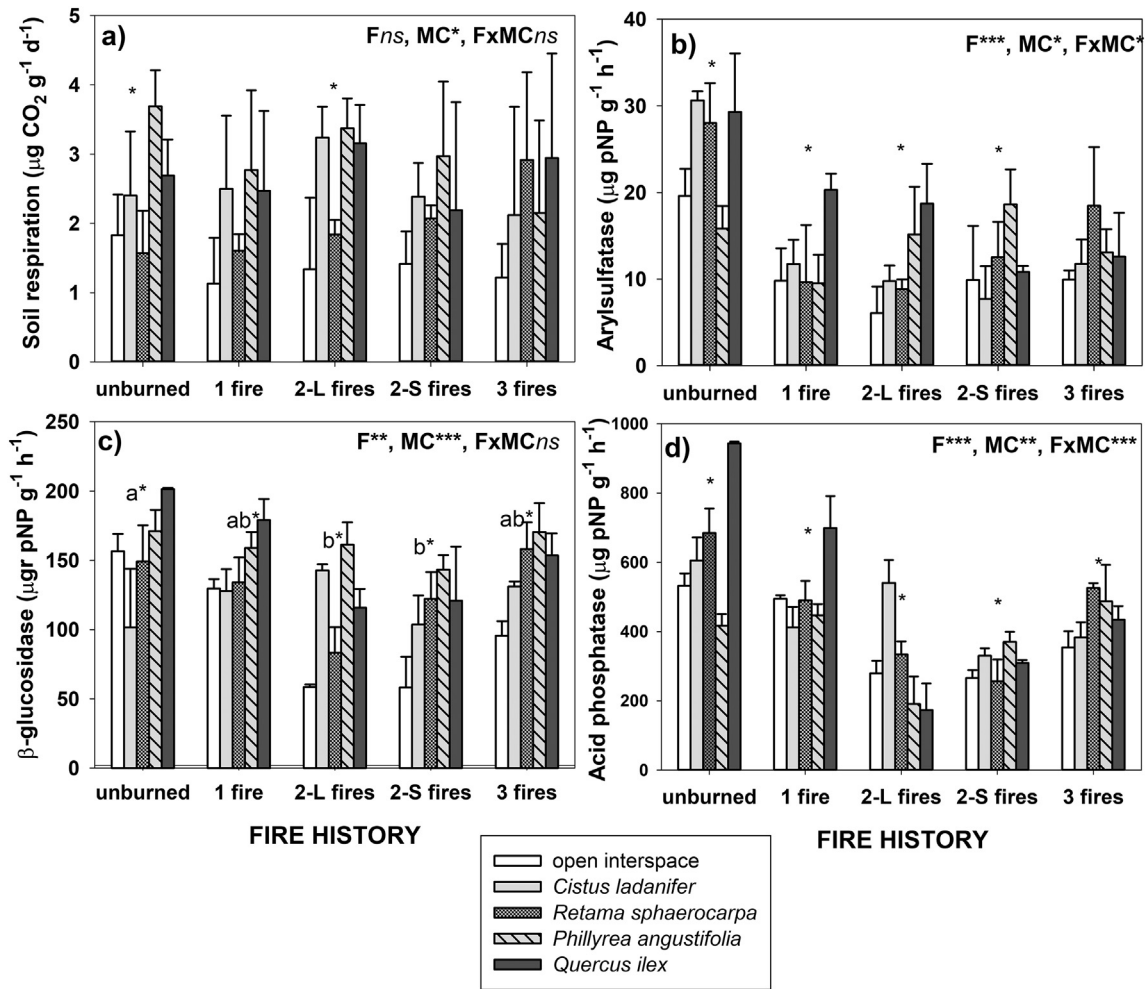 a)
Fns, MC*, FxMCns
Soil respiration (µg CO₂ g⁻¹ d⁻¹)
5
4
3
2
1
0
*
*
unburned
1 fire
2-L fires
2-S fires
3 fires
b)
F***, MC*, FxMC*
Arylsulfatase (µg pNP g⁻¹ h⁻¹)
40
30
20
10
0
*
*
*
*
unburned
1 fire
2-L fires
2-S fires
3 fires
c)
F**, MC***, FxMCns
β-glucosidase (µgr pNP g⁻¹ h⁻¹)
250
200
150
100
50
0
a*
ab*
b*
b*
ab*
unburned
1 fire
2-L fires
2-S fires
3 fires
FIRE HISTORY
d)
F***, MC**, FxMC***
Acid phosphatase (µg pNP g⁻¹ h⁻¹)
1000
800
600
400
200
0
*
*
*
*
*
unburned
1 fire
2-L fires
2-S fires
3 fires
FIRE HISTORY
open interspace
Cistus ladanifer
Retama sphaerocarpa
Phillyrea angustifolia
Quercus ilex